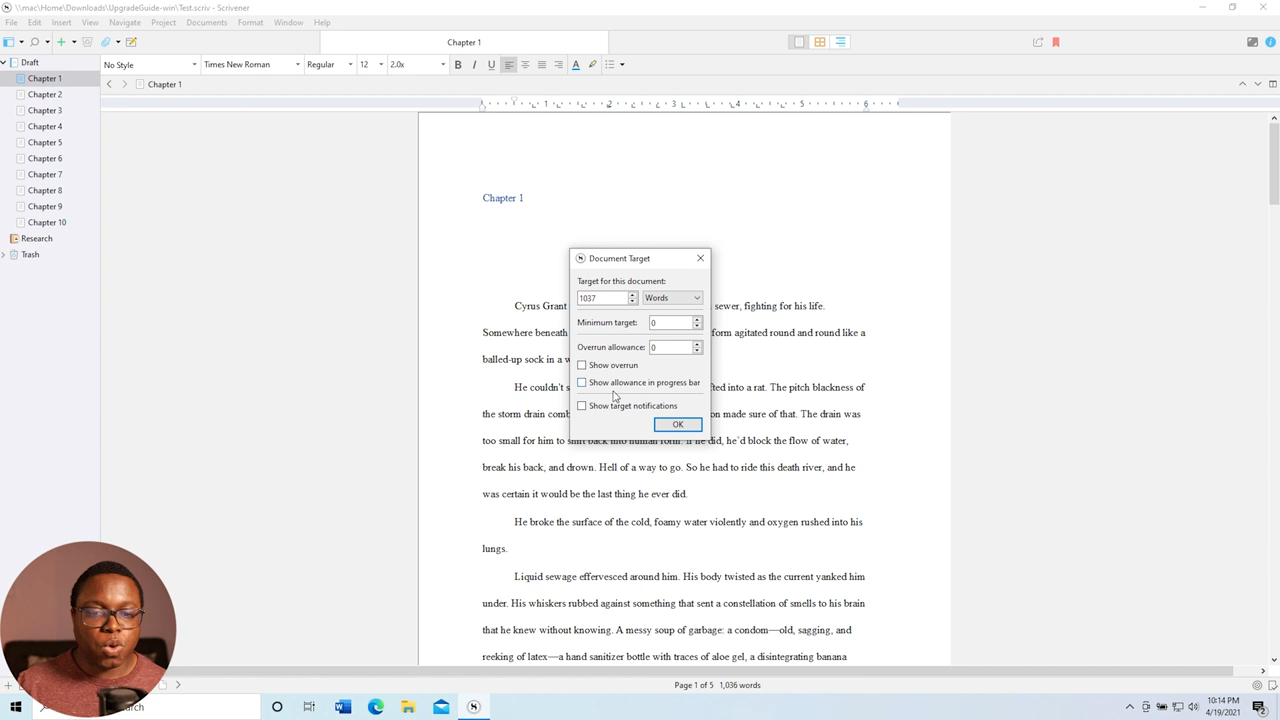 \\mac\Home\Downloads\UpgradeGuide-win\Test.scriv - Scrivener
File Edit Insert View Navigate Project Documents Format Window Help
Chapter 1
No Style Times New Roman Regular 12 2.0x B I U A
Chapter 1
Draft
Chapter 1
Chapter 2
Chapter 3
Chapter 4
Chapter 5
Chapter 6
Chapter 7
Chapter 8
Chapter 9
Chapter 10
Research
Trash
1 2 3 4 5 6
Chapter 1
Cyrus Grant sewer, fighting for his life.
Somewhere beneath form agitated round and round like a
balled-up sock in a
He couldn't s fted into a rat. The pitch blackness of
the storm drain comb on made sure of that. The drain was
too small for him to shift back into human form. If he did, he'd block the flow of water,
break his back, and drown. Hell of a way to go. So he had to ride this death river, and he
was certain it would be the last thing he ever did.
He broke the surface of the cold, foamy water violently and oxygen rushed into his
lungs.
Liquid sewage effervesced around him. His body twisted as the current yanked him
under. His whiskers rubbed against something that sent a constellation of smells to his brain
that he knew without knowing. A messy soup of garbage: a condom—old, sagging, and
reeking of latex—a hand sanitizer bottle with traces of aloe gel, a disintegrating banana
Document Target
Target for this document:
1037 Words
Minimum target: 0
Overrun allowance: 0
Show overrun
Show allowance in progress bar
Show target notifications
OK
Page 1 of 5 1,036 words
arch
10:14 PM
4/19/2021
2